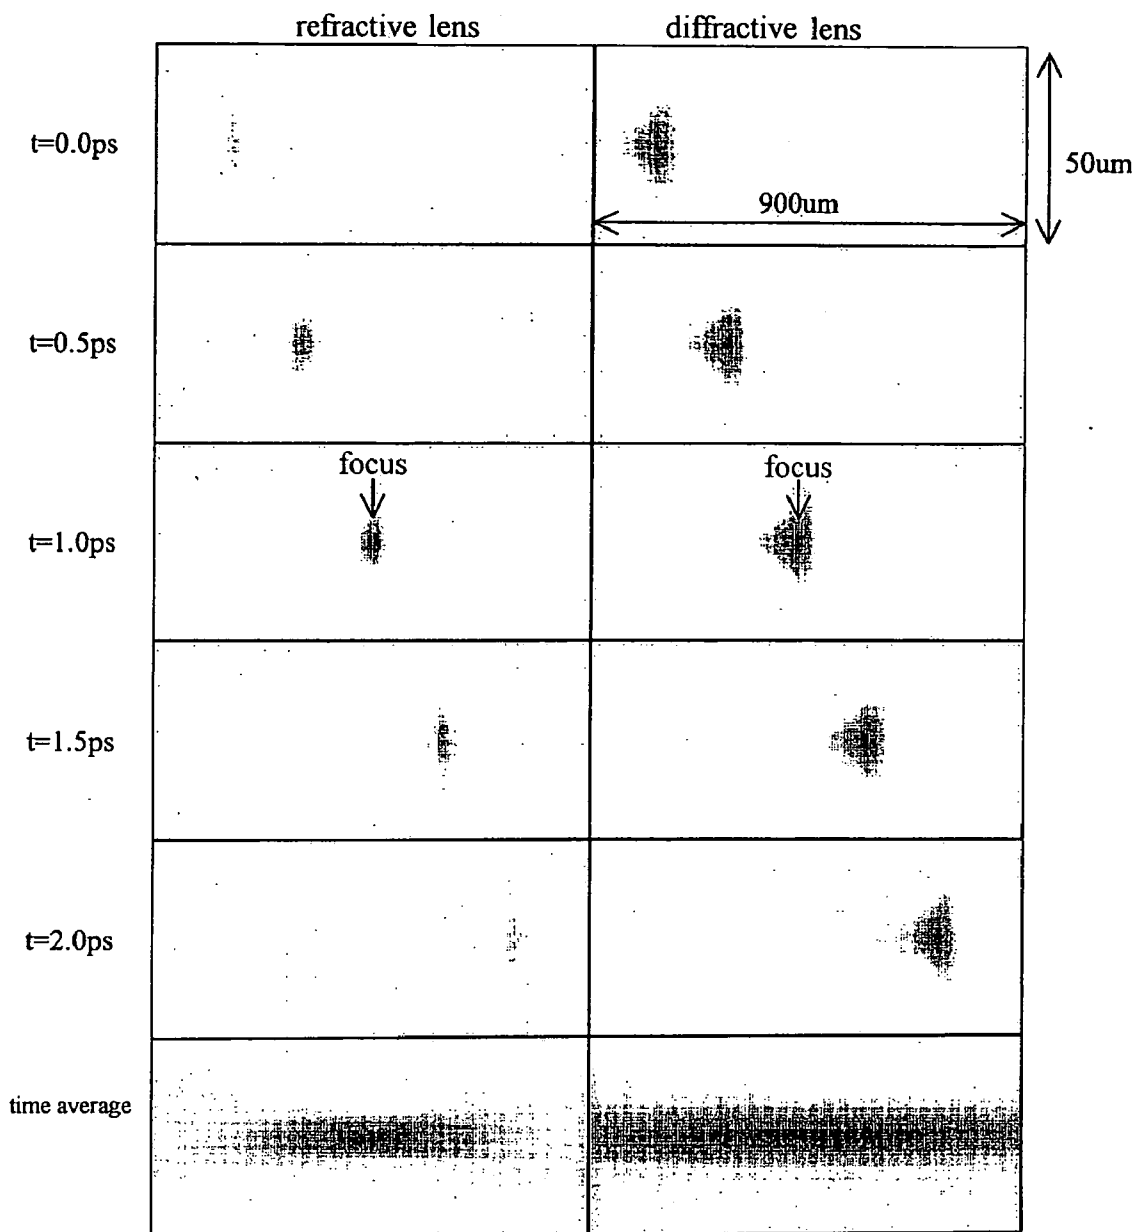 refractive lens
diffractive lens
t=0.0ps
50um
900um
t=0.5ps
focus
focus
t=1.0ps
t=1.5ps
t=2.0ps
time average